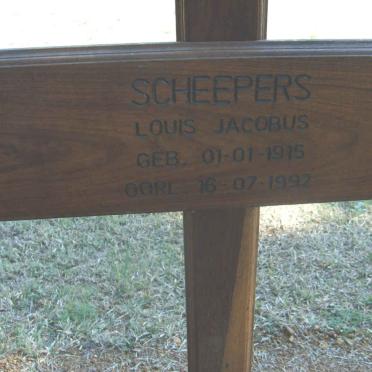 SCHEEPERS
LOUIS JACOBUS
GEB. 01-01-1915
OORL. 16-07-1992